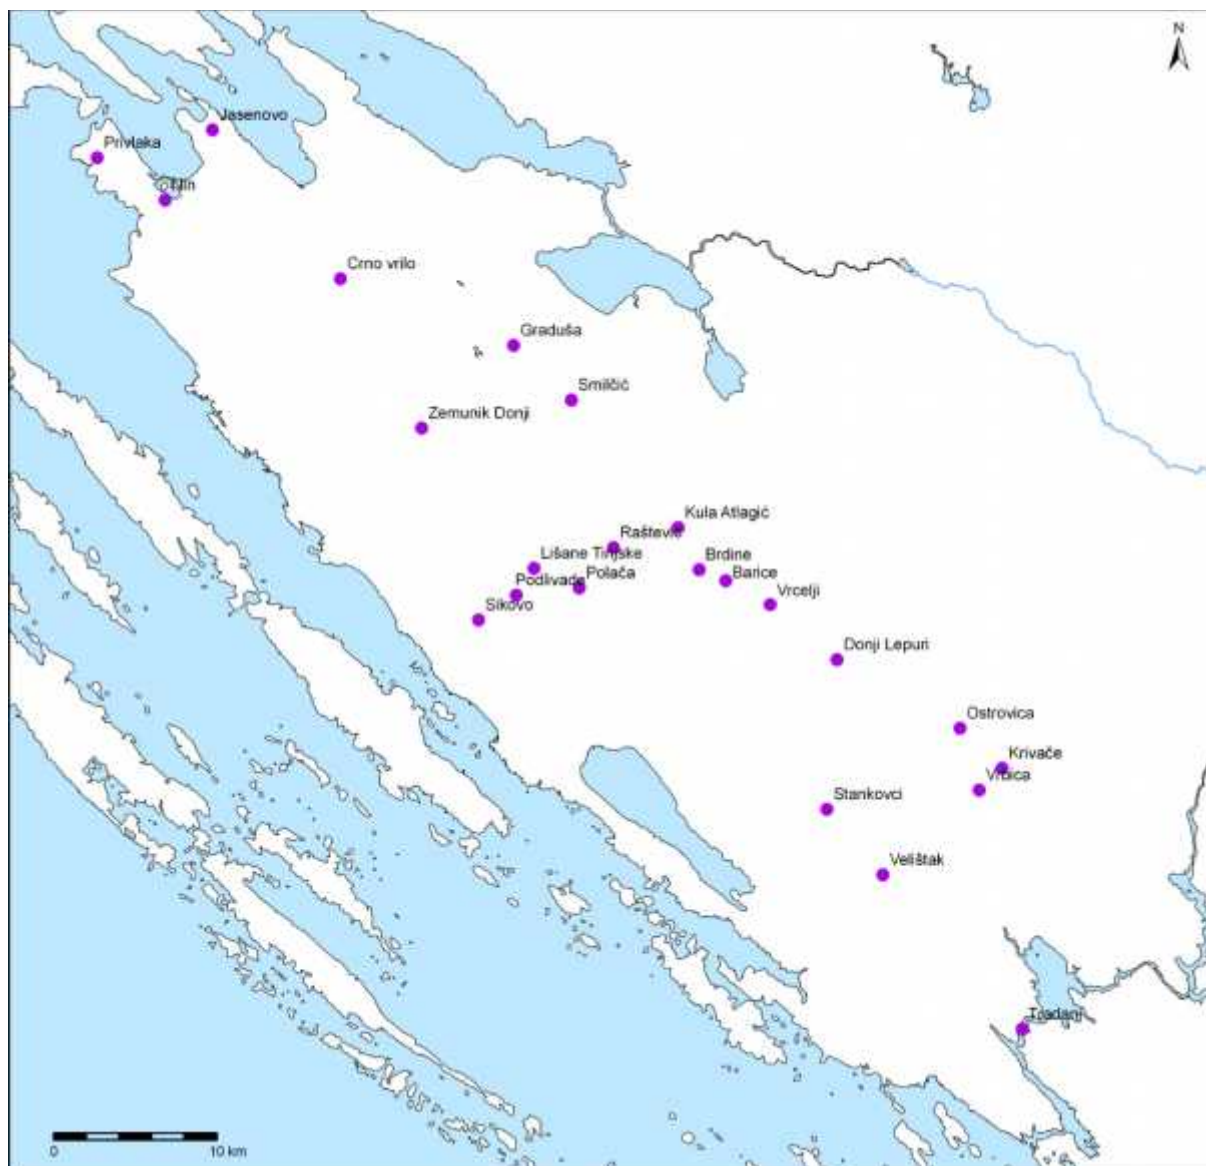 N
Jasenovo
Privlaka
Nin
Crno vrilo
Graduša
Smilčić
Zemunik Donji
Kula Atlagić
Raštević
Lišane Tinjske
Brdine
Polača
Barice
Podlivade
Vrcelji
Sikovo
Donji Lepuri
Ostrovica
Krivače
Vrbica
Stankovci
Velištak
Tradanj
0 10 km